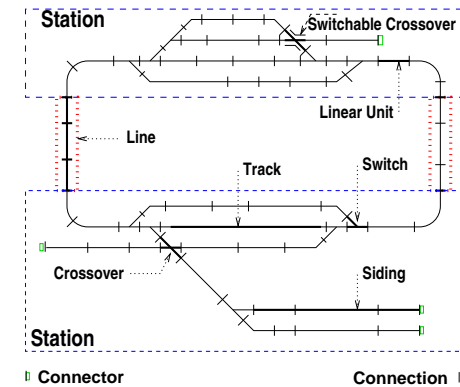 Station
Switchable Crossover
Linear Unit
Line
Track
Switch
Crossover
Siding
Station
Connector
Connection